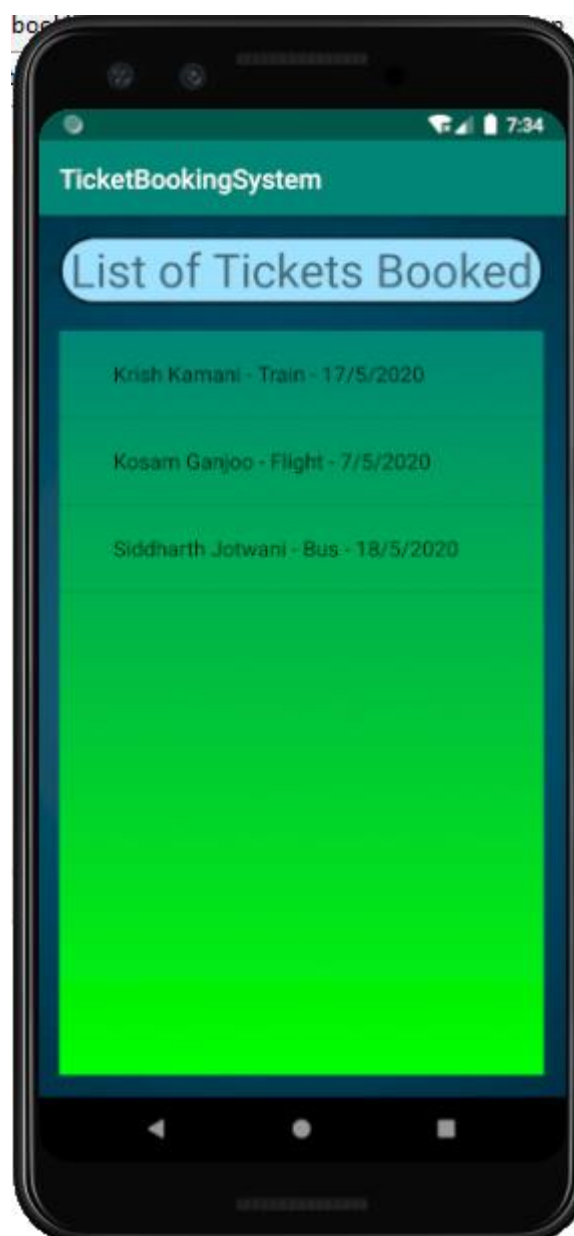 7:34
TicketBookingSystem
List of Tickets Booked
Krish Kamani - Train - 17/5/2020
Kosam Ganjoo - Flight - 7/5/2020
Siddharth Jotwani - Bus - 18/5/2020